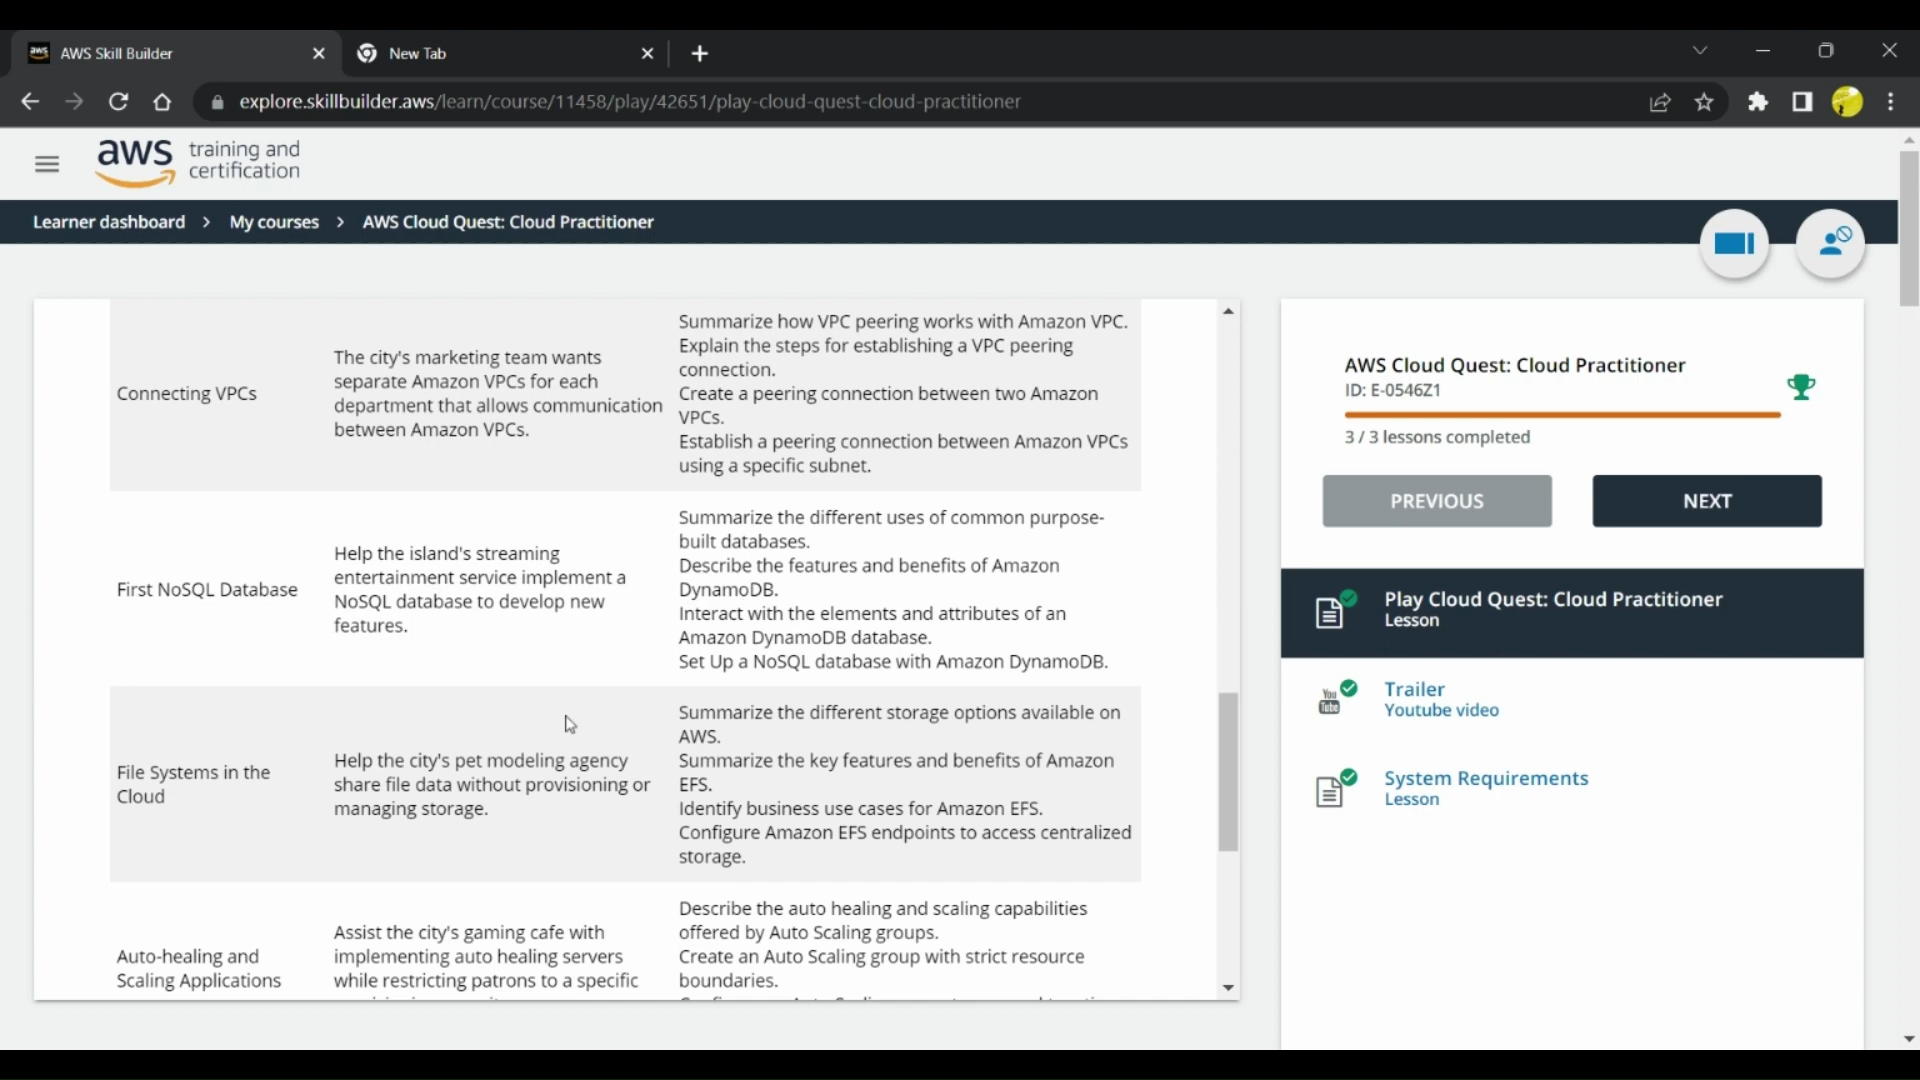 aws AWS Skill Builder
New Tab
explore.skillbuilder.aws/learn/course/11458/play/42651/play-cloud-quest-cloud-practitioner
aws training and
certification
Learner dashboard > My courses > AWS Cloud Quest: Cloud Practitioner
Connecting VPCs
The city's marketing team wants
separate Amazon VPCs for each
department that allows communication
between Amazon VPCs.
Summarize how VPC peering works with Amazon VPC.
Explain the steps for establishing a VPC peering
connection.
Create a peering connection between two Amazon
VPCs.
Establish a peering connection between Amazon VPCs
using a specific subnet.
First NoSQL Database
Help the island's streaming
entertainment service implement a
NoSQL database to develop new
features.
Summarize the different uses of common purpose-
built databases.
Describe the features and benefits of Amazon
DynamoDB.
Interact with the elements and attributes of an
Amazon DynamoDB database.
Set Up a NoSQL database with Amazon DynamoDB.
File Systems in the
Cloud
Help the city's pet modeling agency
share file data without provisioning or
managing storage.
Summarize the different storage options available on
AWS.
Summarize the key features and benefits of Amazon
EFS.
Identify business use cases for Amazon EFS.
Configure Amazon EFS endpoints to access centralized
storage.
Auto-healing and
Scaling Applications
Assist the city's gaming cafe with
implementing auto healing servers
while restricting patrons to a specific
Describe the auto healing and scaling capabilities
offered by Auto Scaling groups.
Create an Auto Scaling group with strict resource
boundaries.
AWS Cloud Quest: Cloud Practitioner
ID: E-0546Z1
3 / 3 lessons completed
PREVIOUS
NEXT
Play Cloud Quest: Cloud Practitioner
Lesson
You
Tube
Trailer
Youtube video
System Requirements
Lesson